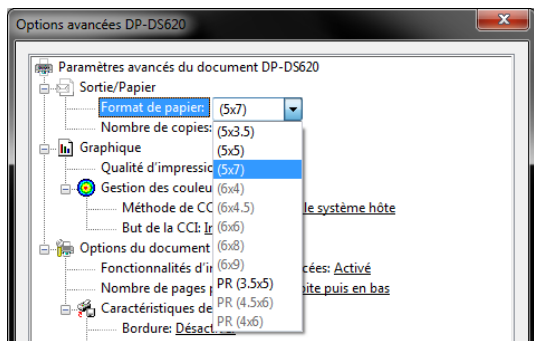 Options avancées DP-DS620
Paramètres avancés du document DP-DS620
Sortie/Papier
Format de papier: (5x7)
Nombre de copies:
(5x3.5)
(5x5)
(5x7)
(6x4)
(6x4.5)
(6x6)
(6x8)
(6x9)
PR (3.5x5)
PR (4.5x6)
PR (4x6)
Graphique
Qualité d'impressic
Gestion des couleu
Méthode de CC le système hôte
But de la CCI: I
Options du document
Fonctionnalités d'i cées: Activé
Nombre de pages p oite puis en bas
Caractéristiques de
Bordure: Désac